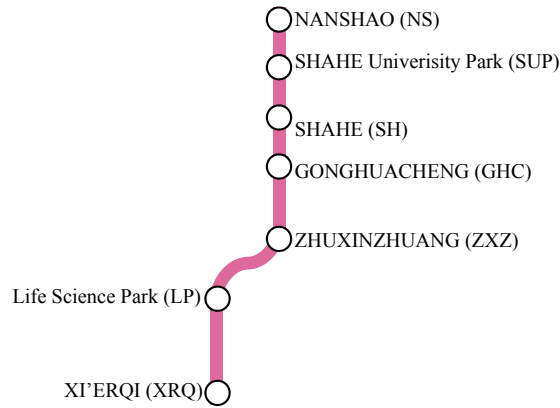 NANSHAO (NS)
SHAHE Univerisity Park (SUP)
SHAHE (SH)
GONGHUACHENG (GHC)
ZHUXINZHUANG (ZXZ)
Life Science Park (LP)
XI’ERQI (XRQ)